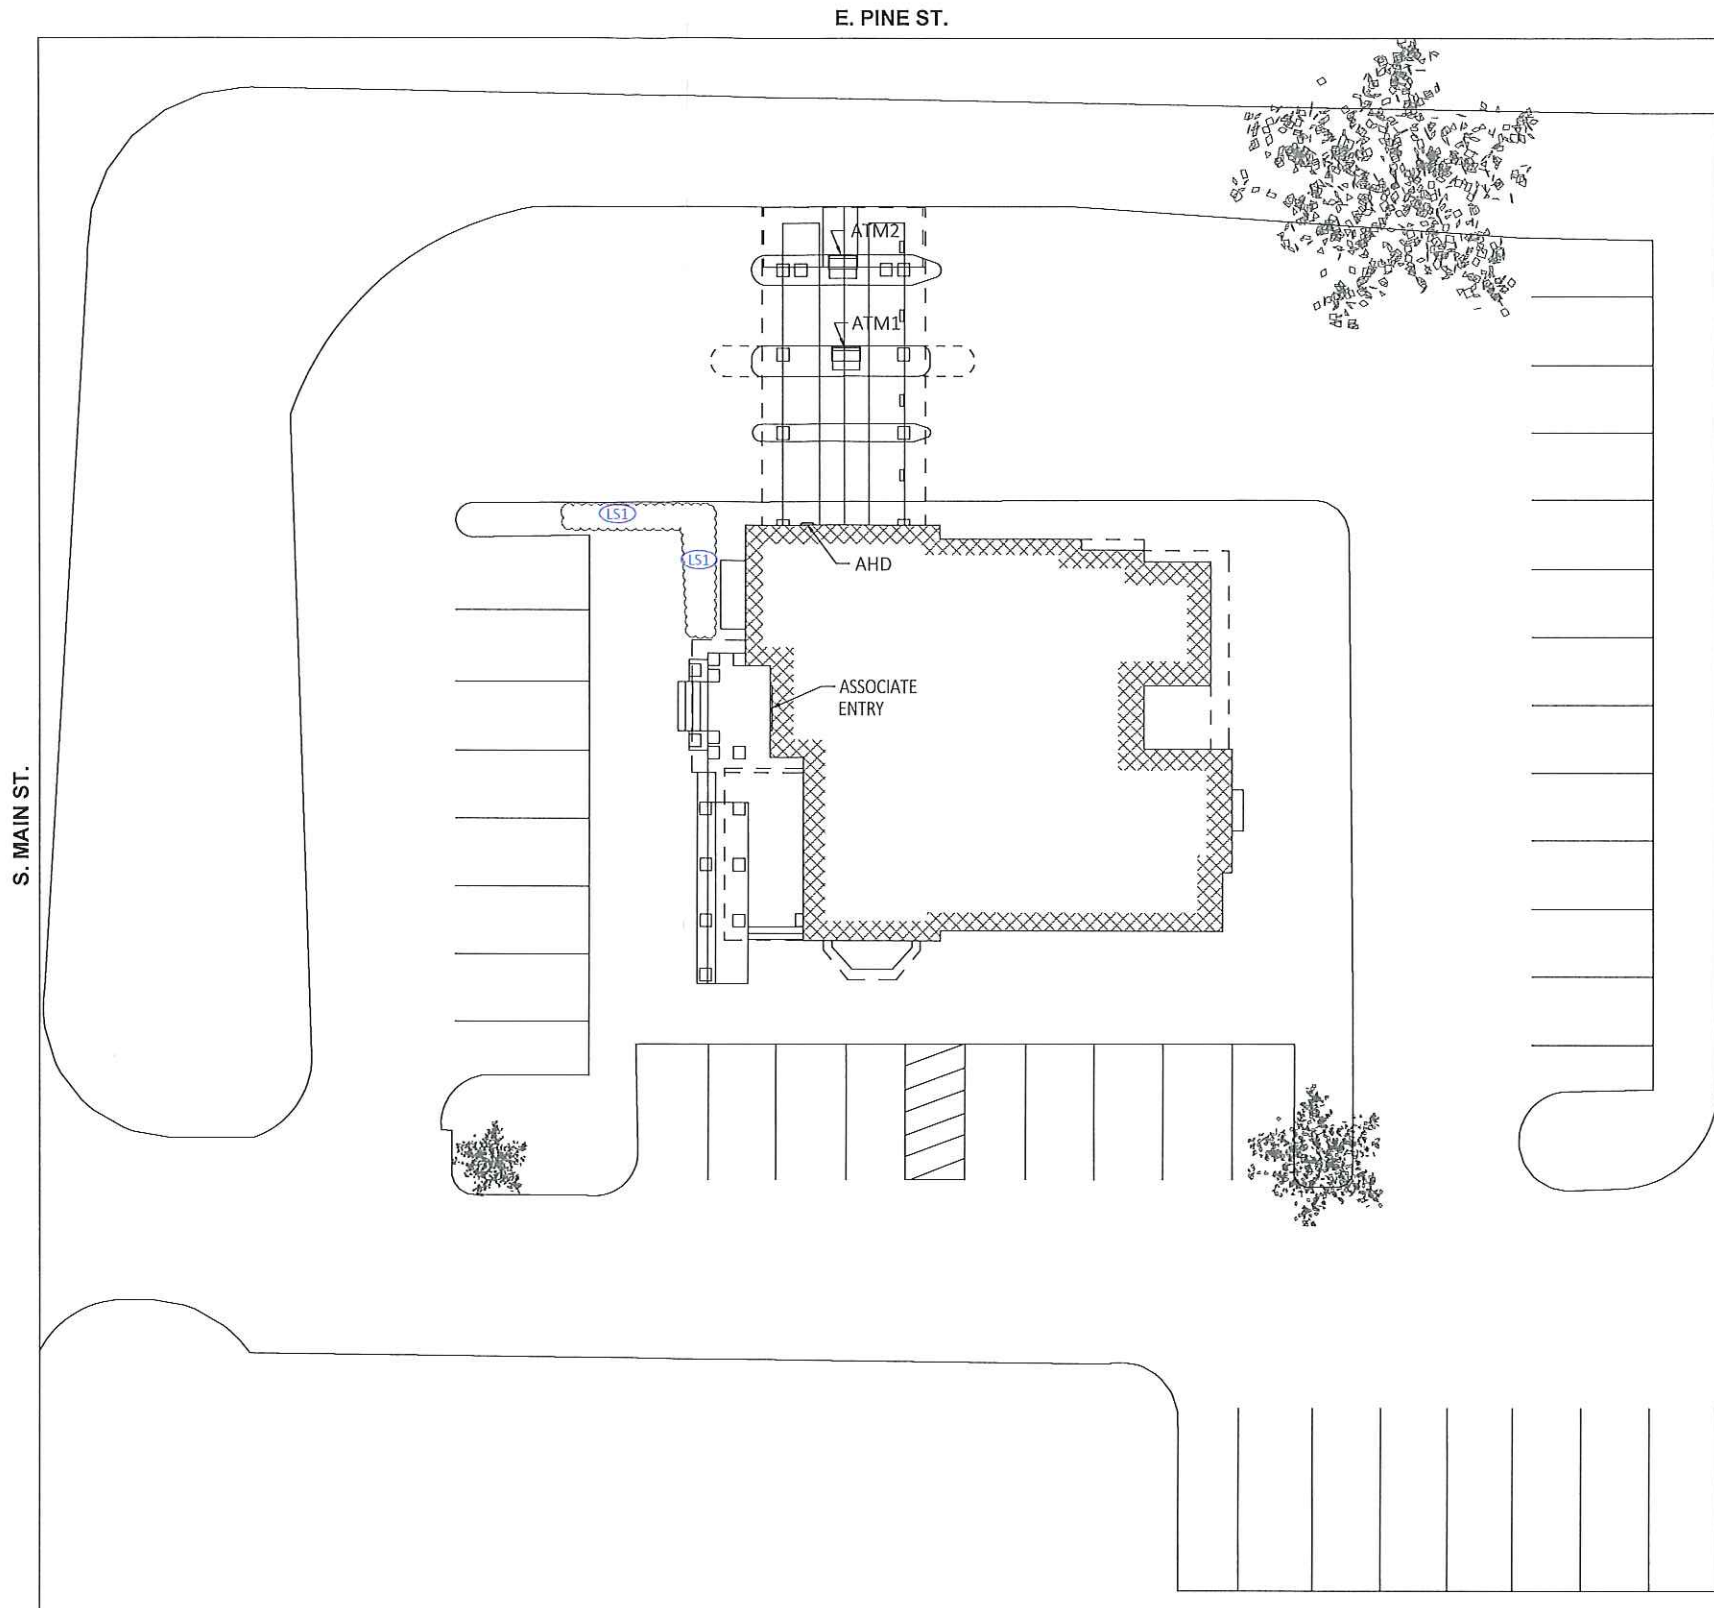 E. PINE ST.
ATM2
ATM1
LS1
LS1
AHD
ASSOCIATE
ENTRY
S. MAIN ST.